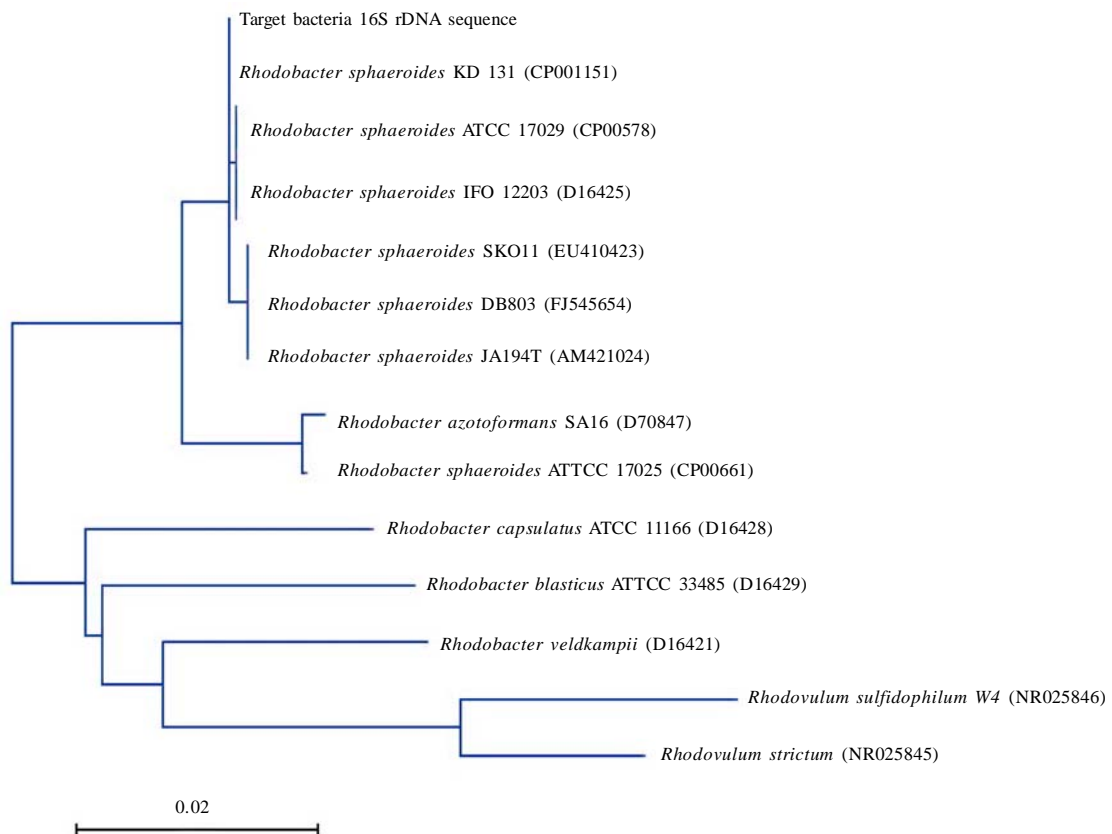 Target bacteria 16S rDNA sequence
Rhodobacter sphaeroides KD 131 (CP001151)
Rhodobacter sphaeroides ATCC 17029 (CP00578)
Rhodobacter sphaeroides IFO 12203 (D16425)
Rhodobacter sphaeroides SKO11 (EU410423)
Rhodobacter sphaeroides DB803 (FJ545654)
Rhodobacter sphaeroides JA194T (AM421024)
Rhodobacter azotoformans SA16 (D70847)
Rhodobacter sphaeroides ATTCC 17025 (CP00661)
Rhodobacter capsulatus ATCC 11166 (D16428)
Rhodobacter blasticus ATTCC 33485 (D16429)
Rhodobacter veldkampii (D16421)
Rhodovulum sulfidophilum W4 (NR025846)
Rhodovulum strictum (NR025845)
0.02